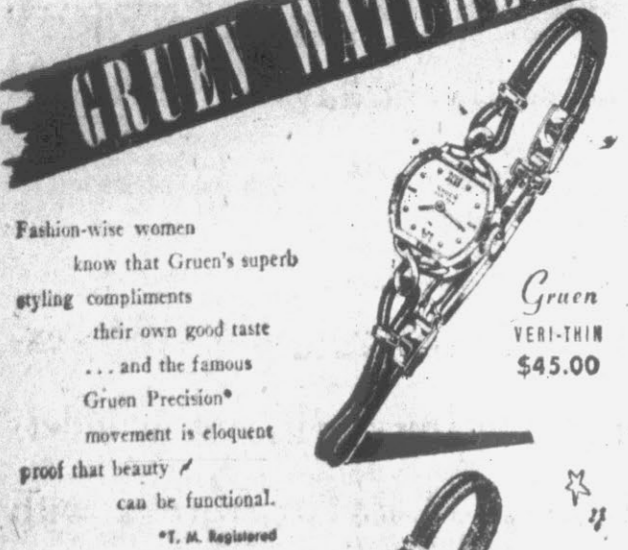 GRUEN WATCHE
Fashion-wise women
know that Gruen's superb
styling compliments
their own good taste
...and the famous
Gruen Precision*
movement is eloquent
proof that beauty
can be functional.
*T. M. Registered
Gruen
VERI-THIN
$45.00
GRUEN